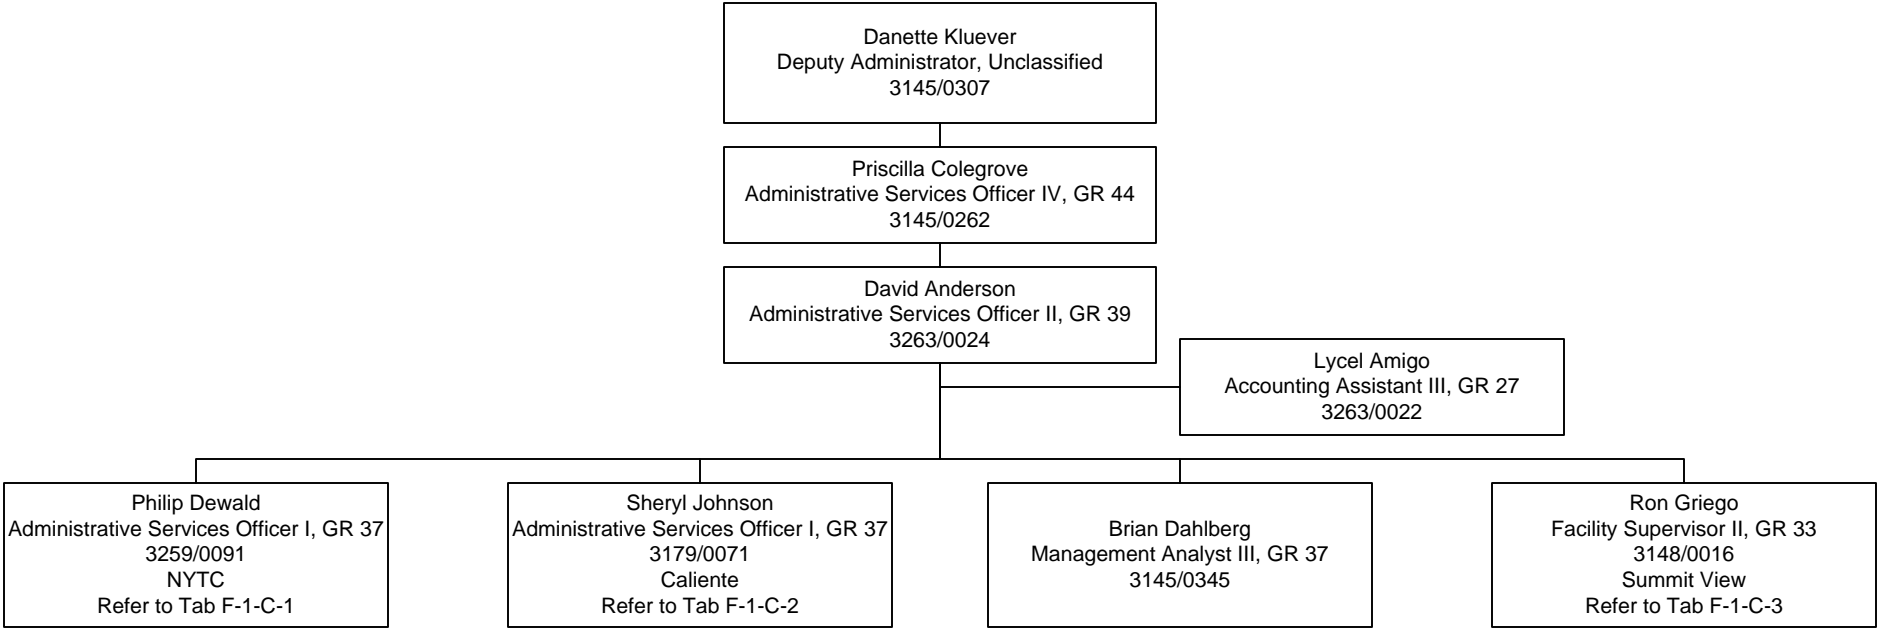 Danette Kluever
Deputy Administrator, Unclassified
3145/0307
Priscilla Colegrove
Administrative Services Officer IV, GR 44
3145/0262
David Anderson
Administrative Services Officer II, GR 39
3263/0024
Lycel Amigo
Accounting Assistant III, GR 27
3263/0022
Philip Dewald
Administrative Services Officer I, GR 37
3259/0091
NYTC
Refer to Tab F-1-C-1
Sheryl Johnson
Administrative Services Officer I, GR 37
3179/0071
Caliente
Refer to Tab F-1-C-2
Brian Dahlberg
Management Analyst III, GR 37
3145/0345
Ron Griego
Facility Supervisor II, GR 33
3148/0016
Summit View
Refer to Tab F-1-C-3